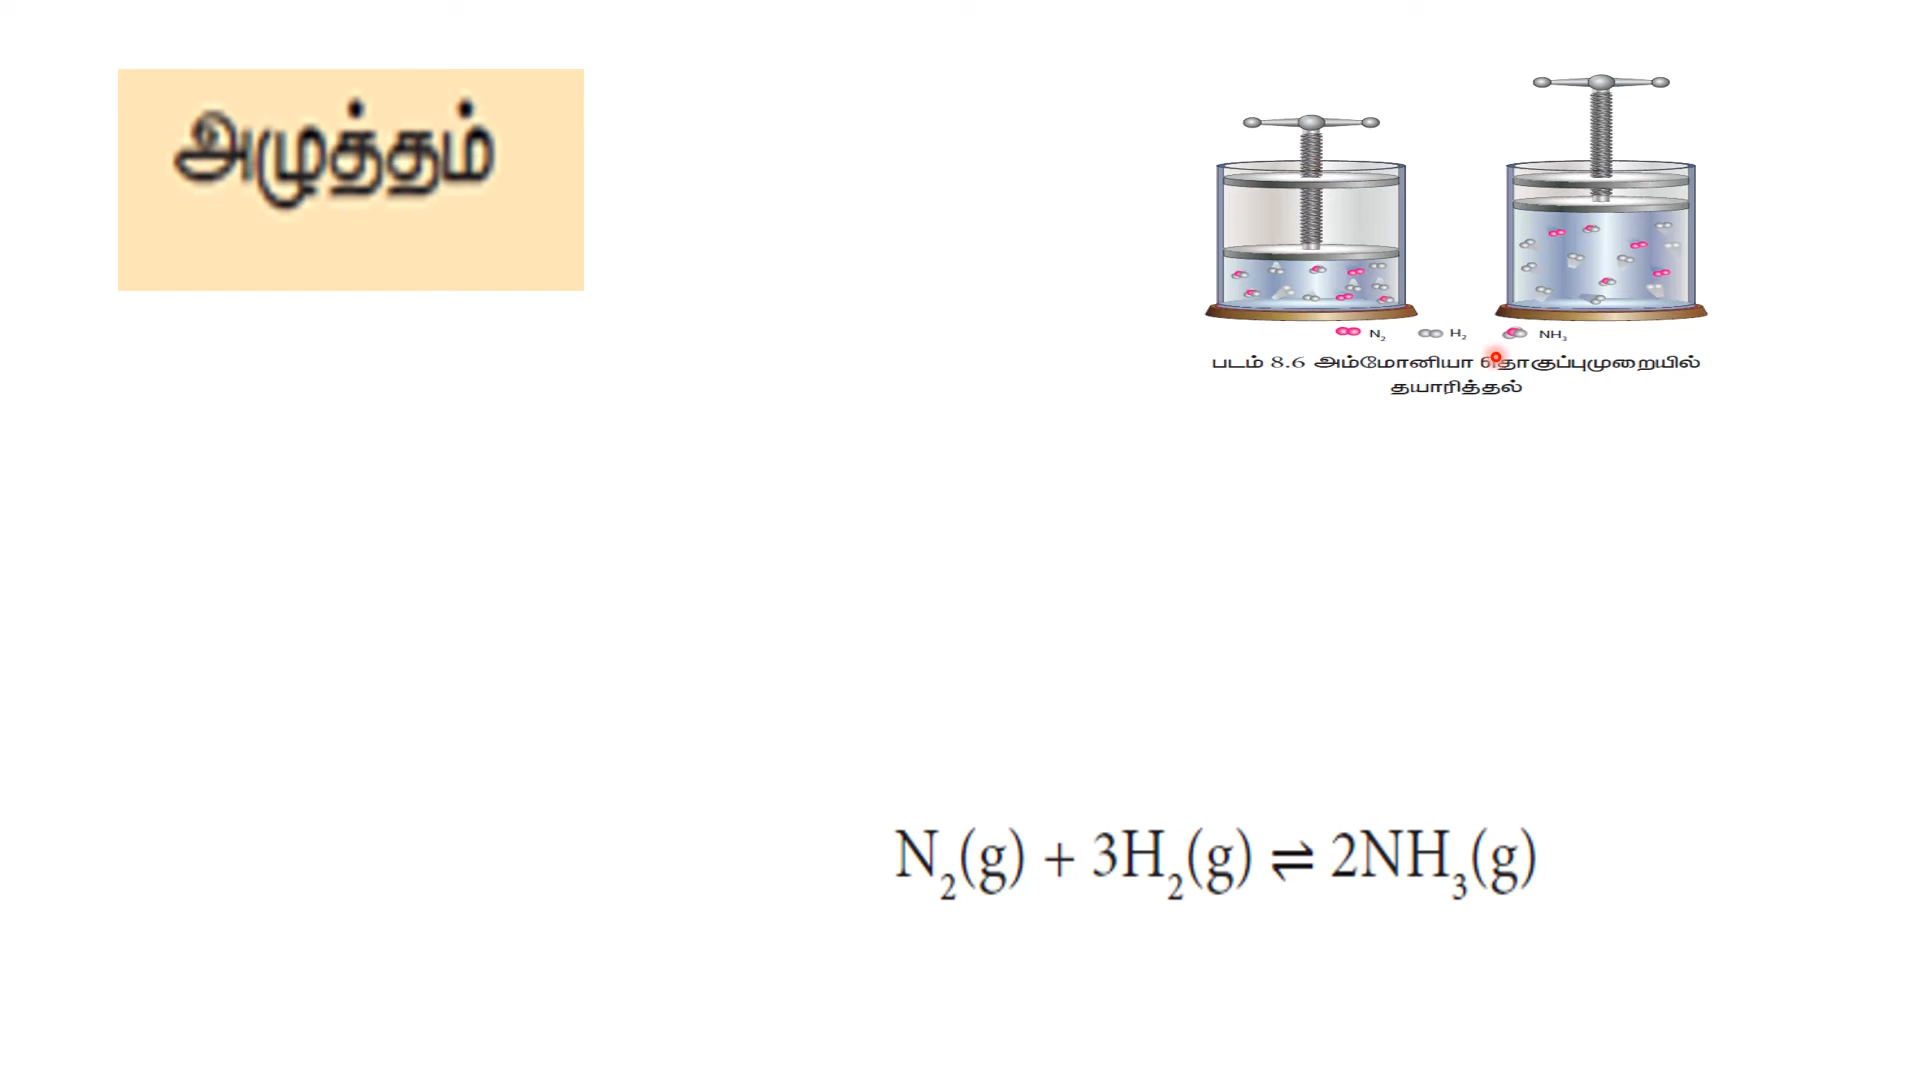 அழுத்தம்
N₂ H₂ NH₃
படம் 8.6 அம்மோனியா தொகுப்புமுறையில்
தயாரித்தல்
N₂(g) + 3H₂(g) ⇌ 2NH₃(g)